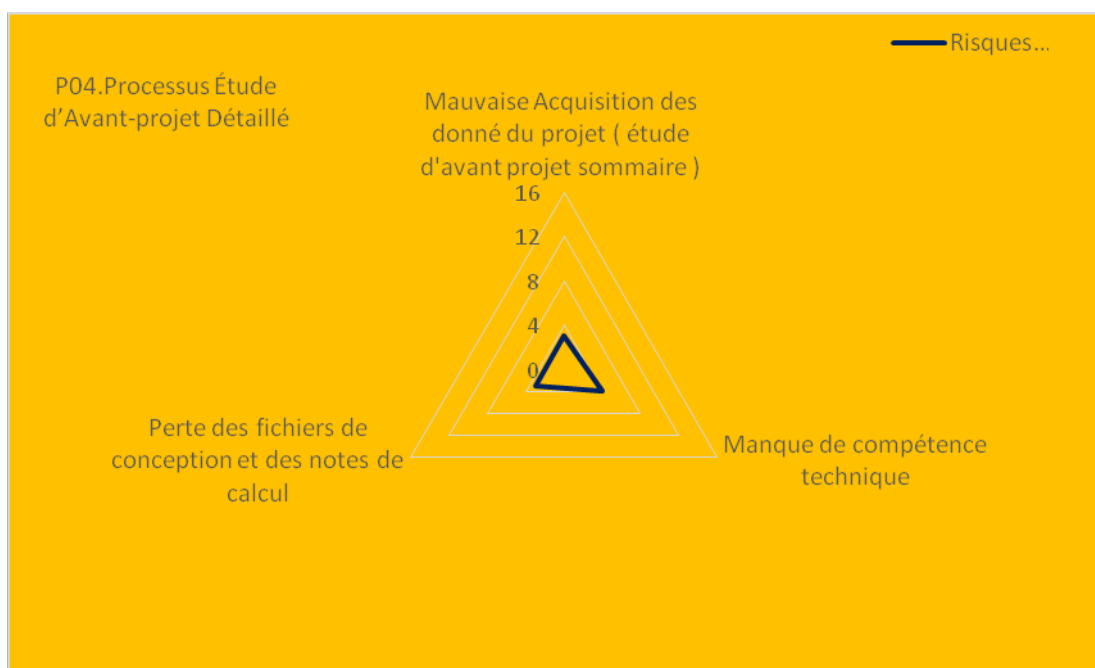 Risques...
P04.Processus Étude
d’Avant-projet Détaillé
Mauvaise Acquisition des
donné du projet ( étude
d'avant projet sommaire )
16
12
8
4
0
Perte des fichiers de
conception et des notes de
calcul
Manque de compétence
technique